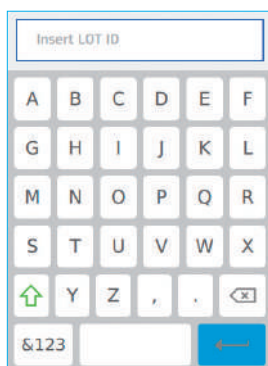 Insert LOT ID
A B C D E F
G H I J K L
M N O P Q R
S T U V W X
Y Z , .
&123